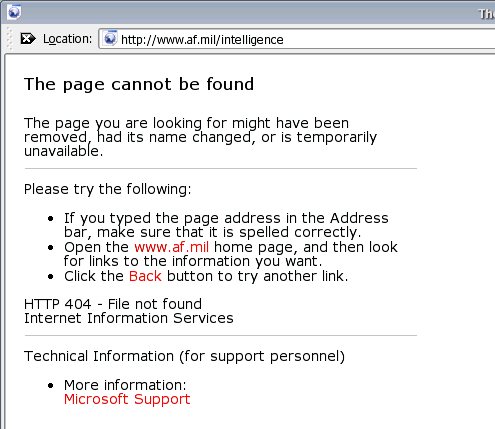 The
Location: http://www.af.mil/intelligence
The page cannot be found
The page you are looking for might have been
removed, had its name changed, or is temporarily
unavailable.
Please try the following:
• If you typed the page address in the Address
bar, make sure that it is spelled correctly.
• Open the www.af.mil home page, and then look
for links to the information you want.
• Click the Back button to try another link.
HTTP 404 - File not found
Internet Information Services
Technical Information (for support personnel)
• More information:
Microsoft Support